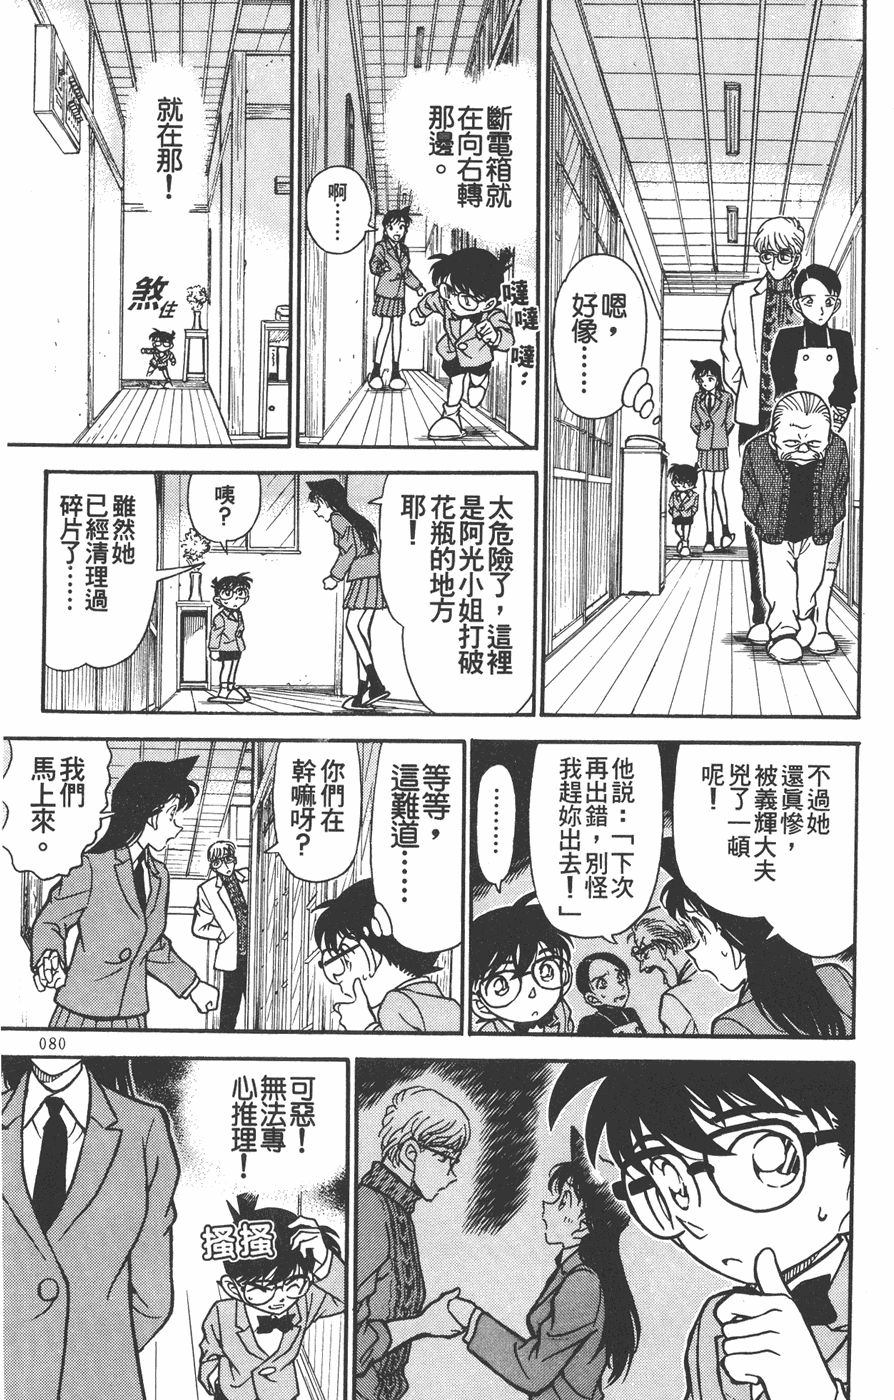 嗯，
好像……
斷電箱就
在向右轉
那邊。
啊
……
噠
噠
噠…
就在那！
煞住
太危險了，這裡
是阿光小姐打破
花瓶的地方
耶！
咦？
雖然她
已經清理過
碎片了……
不過她
還真慘，
被義輝大夫
兇了一頓
呢！
他說：「下次
再出錯，別怪
我趕妳出去！」
………
等等，
這難道……
你們在
幹嘛呀？
我們
馬上來。
080
可惡！
無法專
心推理！
搔搔